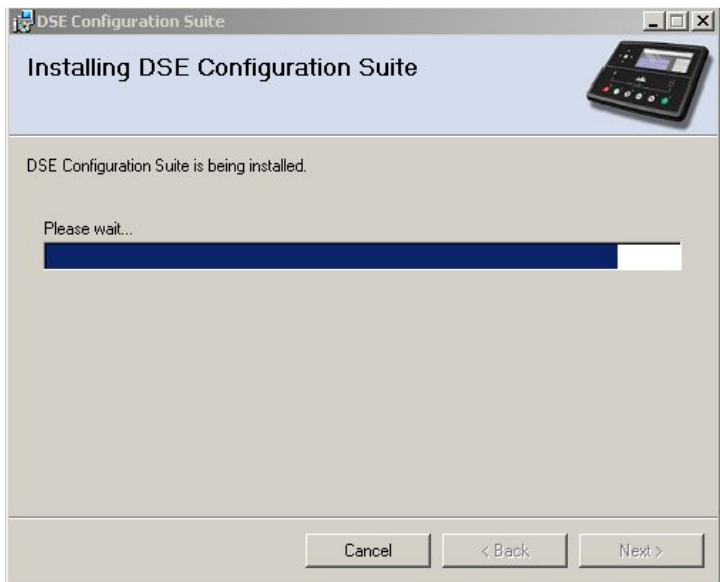 DSE Configuration Suite
Installing DSE Configuration Suite
DSE Configuration Suite is being installed.
Please wait...
Cancel
< Back
Next >